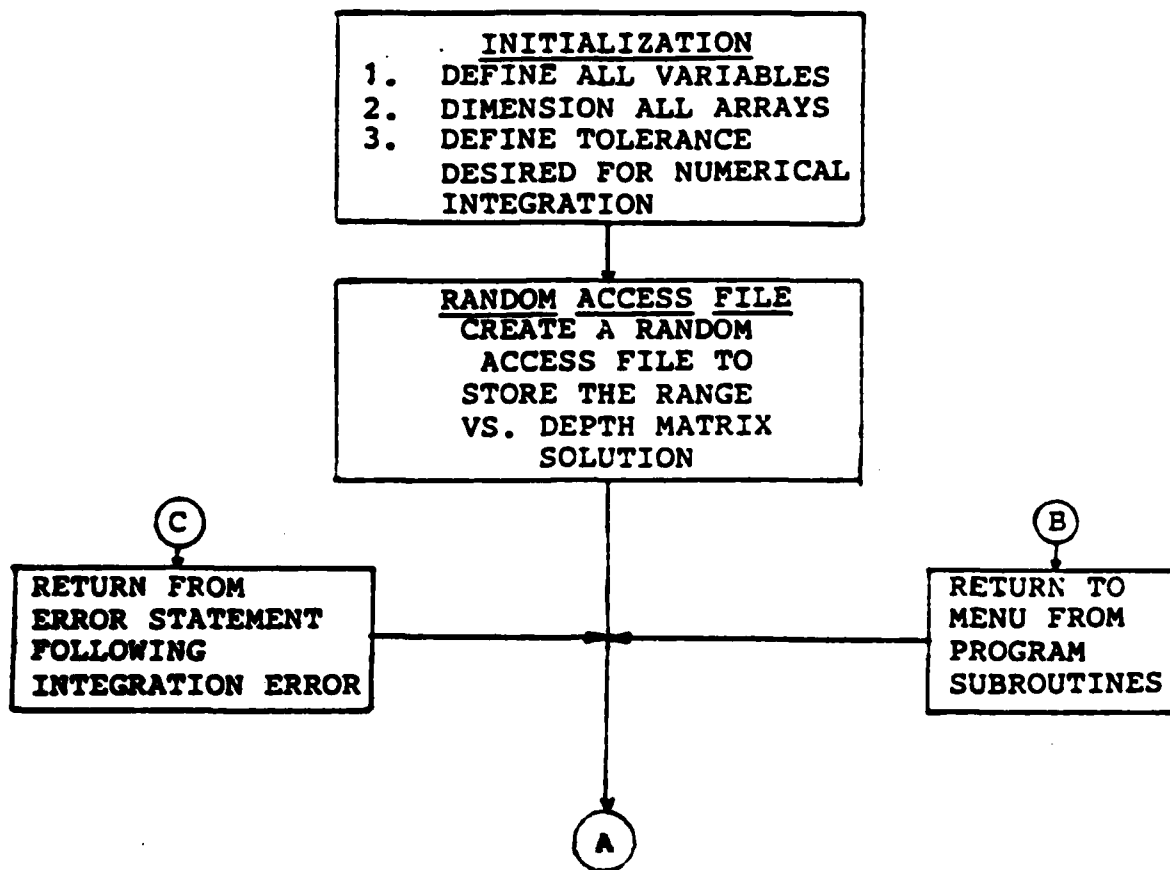 INITIALIZATION
1. DEFINE ALL VARIABLES
2. DIMENSION ALL ARRAYS
3. DEFINE TOLERANCE
DESIRED FOR NUMERICAL
INTEGRATION
RANDOM ACCESS FILE
CREATE A RANDOM
ACCESS FILE TO
STORE THE RANGE
VS. DEPTH MATRIX
SOLUTION
C
RETURN FROM
ERROR STATEMENT
FOLLOWING
INTEGRATION ERROR
B
RETURN TO
MENU FROM
PROGRAM
SUBROUTINES
A